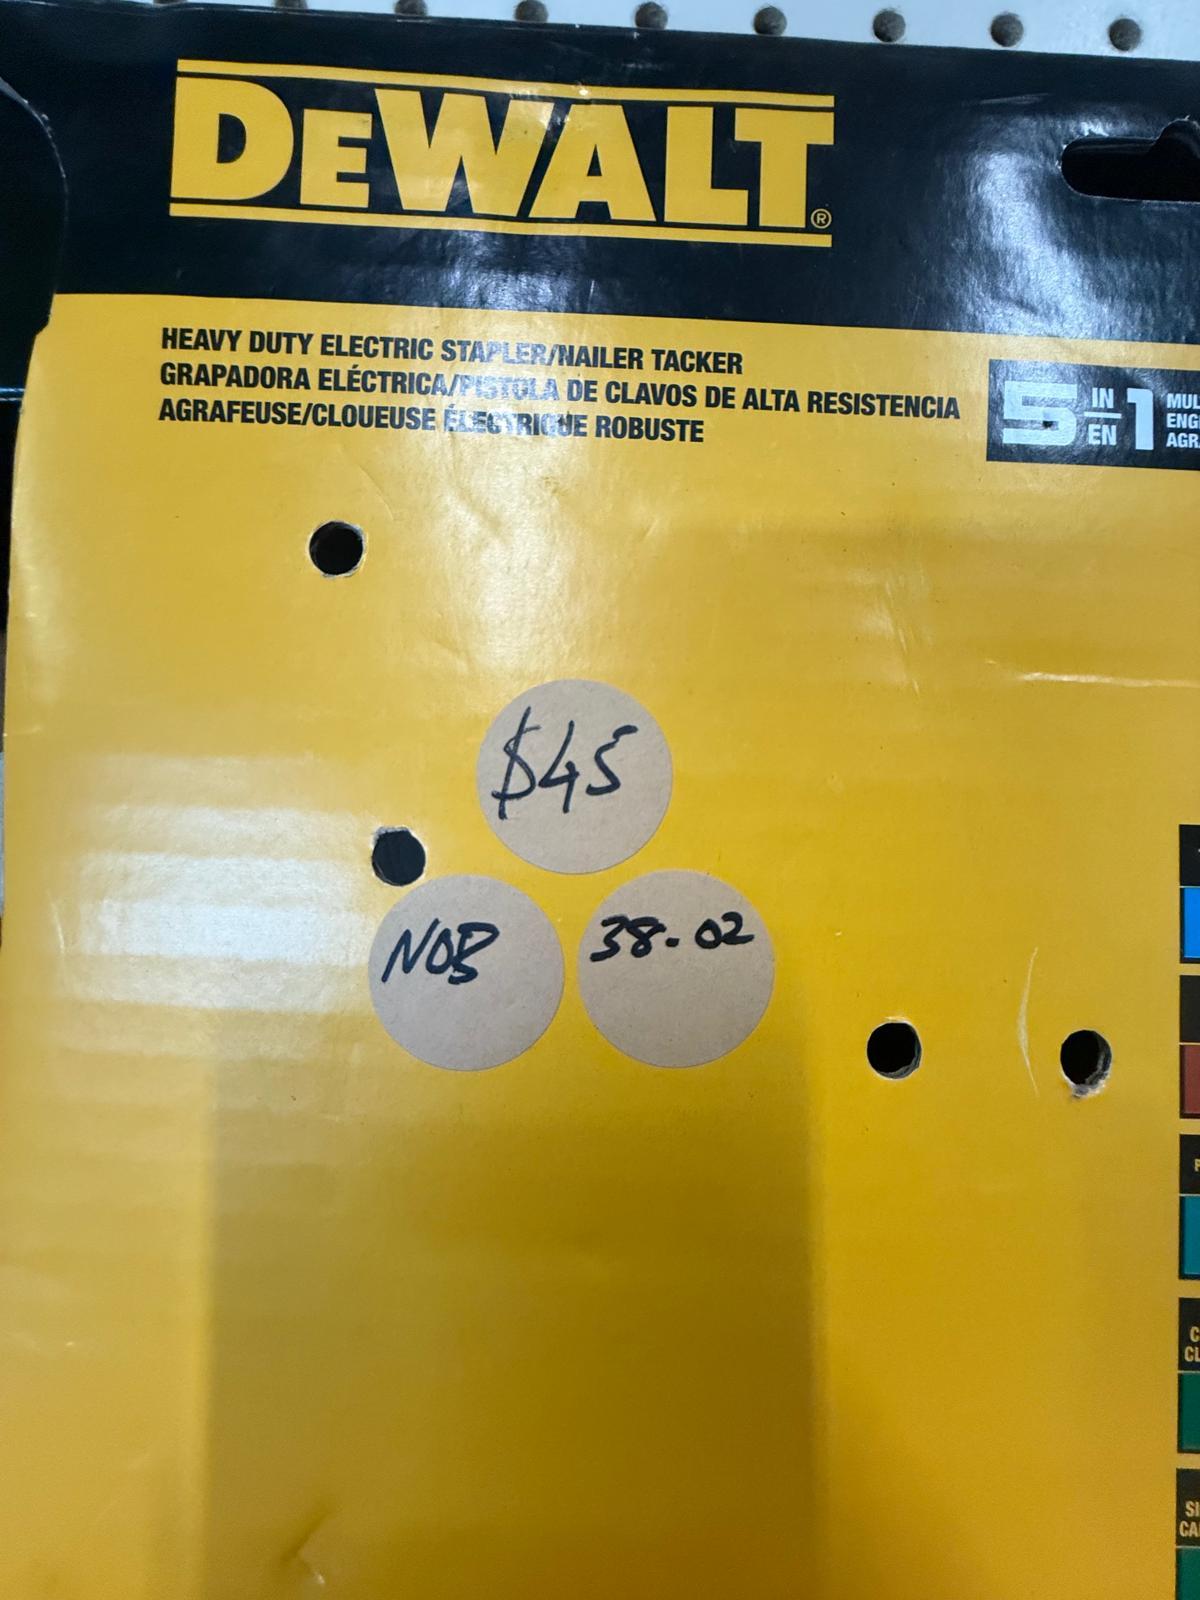 DEWALT®
HEAVY DUTY ELECTRIC STAPLER/NAILER TACKER
GRAPADORA ELÉCTRICA/PISTOLA DE CLAVOS DE ALTA RESISTENCIA
AGRAFEUSE/CLOUEUSE ÉLECTRIQUE ROBUSTE
5 IN EN 1
$45
38.02